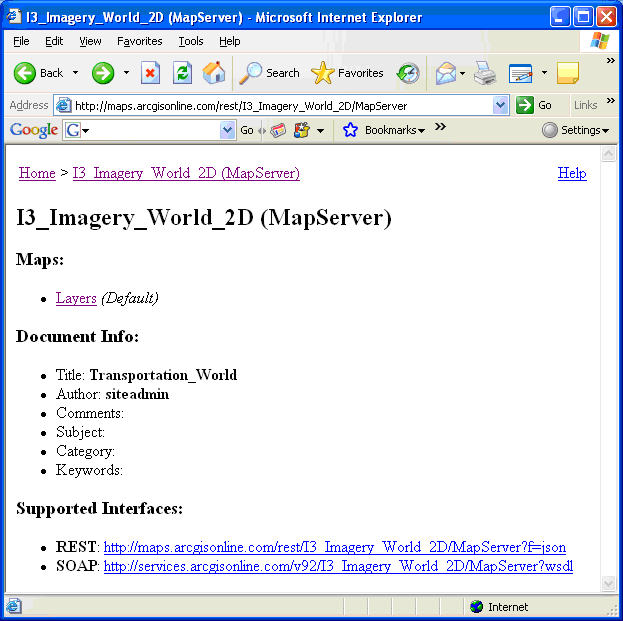 I3_Imagery_World_2D (MapServer) - Microsoft Internet Explorer
File Edit View Favorites Tools Help
Back Search Favorites »
Address http://maps.arcgisonline.com/rest/I3_Imagery_World_2D/MapServer Go Links »
Google G Go Bookmarks » Settings
Home > I3_Imagery_World_2D (MapServer) Help
I3_Imagery_World_2D (MapServer)
Maps:
• Layers (Default)
Document Info:
• Title: Transportation_World
• Author: siteadmin
• Comments:
• Subject:
• Category:
• Keywords:
Supported Interfaces:
• REST: http://maps.arcgisonline.com/rest/I3_Imagery_World_2D/MapServer?f=json
• SOAP: http://services.arcgisonline.com/v92/I3_Imagery_World_2D/MapServer?wsdl
Internet